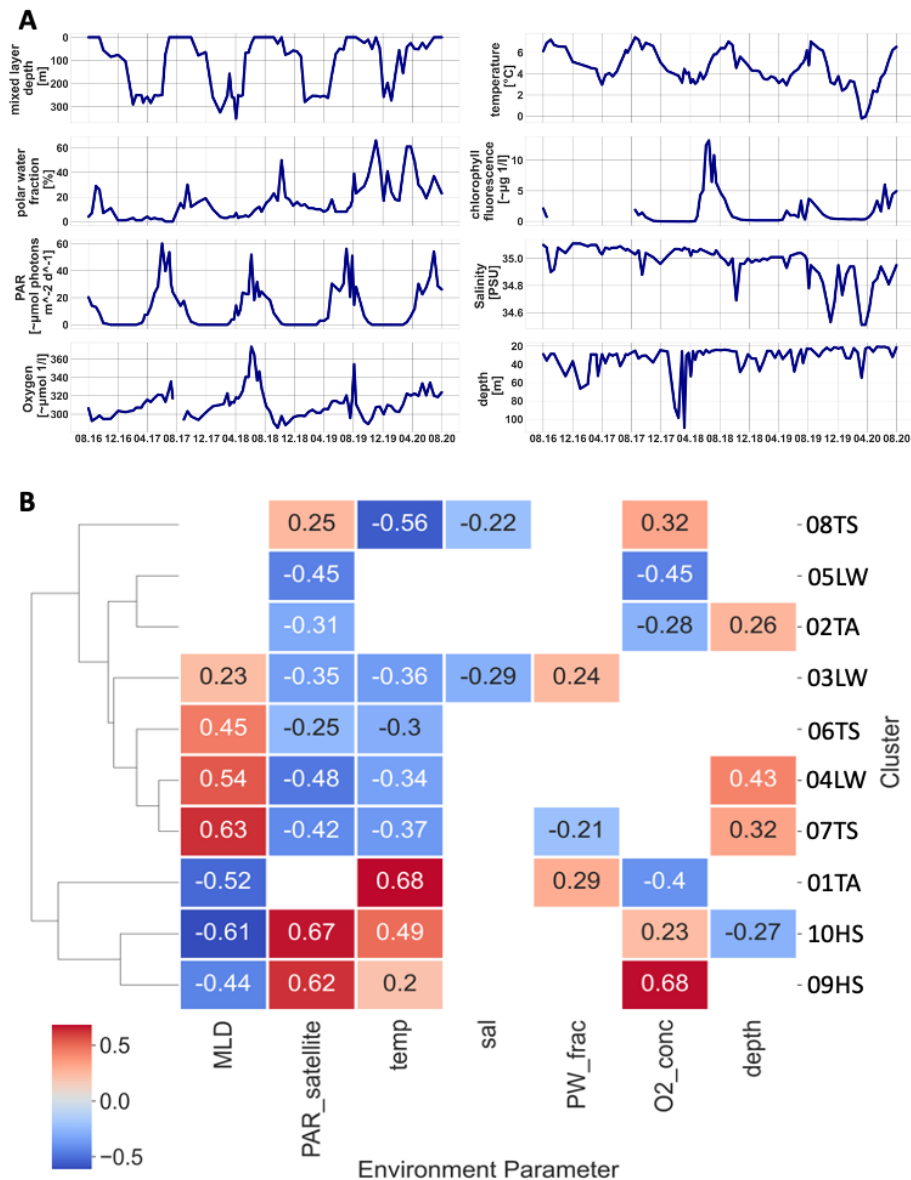 A
mixed layer
depth
[m]
0
100
200
300
temperature
[°C]
6
4
2
0
polar water
fraction
[%]
60
40
20
0
chlorophyll
fluorescence
[~µg 1/l]
10
5
0
PAR
[~µmol photons
m^-2 d^-1]
60
40
20
0
Salinity
[PSU]
35.0
34.8
34.6
Oxygen
[~µmol 1/l]
360
340
320
300
depth
[m]
20
40
60
80
100
08.16 12.16 04.17 08.17 12.17 04.18 08.18 12.18 04.19 08.19 12.19 04.20 08.20
08.16 12.16 04.17 08.17 12.17 04.18 08.18 12.18 04.19 08.19 12.19 04.20 08.20
B
0.25 -0.56 -0.22 0.32 08TS
-0.45 -0.45 05LW
-0.31 -0.28 0.26 02TA
0.23 -0.35 -0.36 -0.29 0.24 03LW
0.45 -0.25 -0.3 06TS
0.54 -0.48 -0.34 0.43 04LW
0.63 -0.42 -0.37 -0.21 0.32 07TS
-0.52 0.68 0.29 -0.4 01TA
-0.61 0.67 0.49 0.23 -0.27 10HS
-0.44 0.62 0.2 0.68 09HS
Cluster
MLD PAR_satellite temp sal PW_frac O2_conc depth
0.5
0.0
−0.5
Environment Parameter